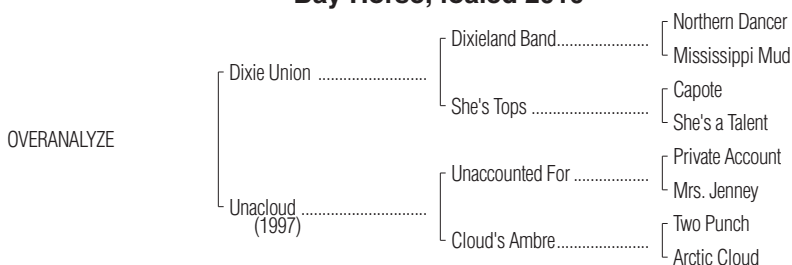 Bay Horse; foaled 2010
Northern Dancer
Dixieland Band......................
Mississippi Mud
Dixie Union ..........................
Capote
She's Tops ............................
She's a Talent
OVERANALYZE
Private Account
Unaccounted For ..................
Mrs. Jenney
Unacloud ..............................
(1997)
Two Punch
Cloud's Ambre......................
Arctic Cloud